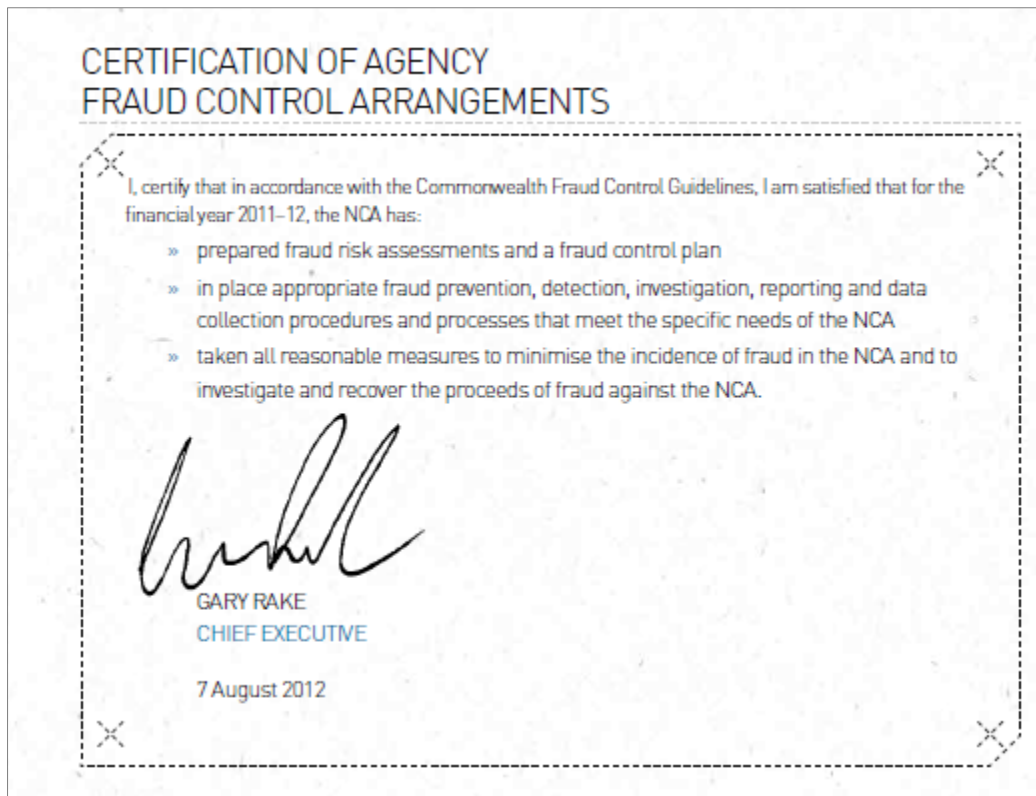 CERTIFICATION OF AGENCY
FRAUD CONTROL ARRANGEMENTS
I, certify that in accordance with the Commonwealth Fraud Control Guidelines, I am satisfied that for the
financial year 2011–12, the NCA has:
» prepared fraud risk assessments and a fraud control plan
» in place appropriate fraud prevention, detection, investigation, reporting and data
collection procedures and processes that meet the specific needs of the NCA
» taken all reasonable measures to minimise the incidence of fraud in the NCA and to
investigate and recover the proceeds of fraud against the NCA.
GARY RAKE
CHIEF EXECUTIVE
7 August 2012